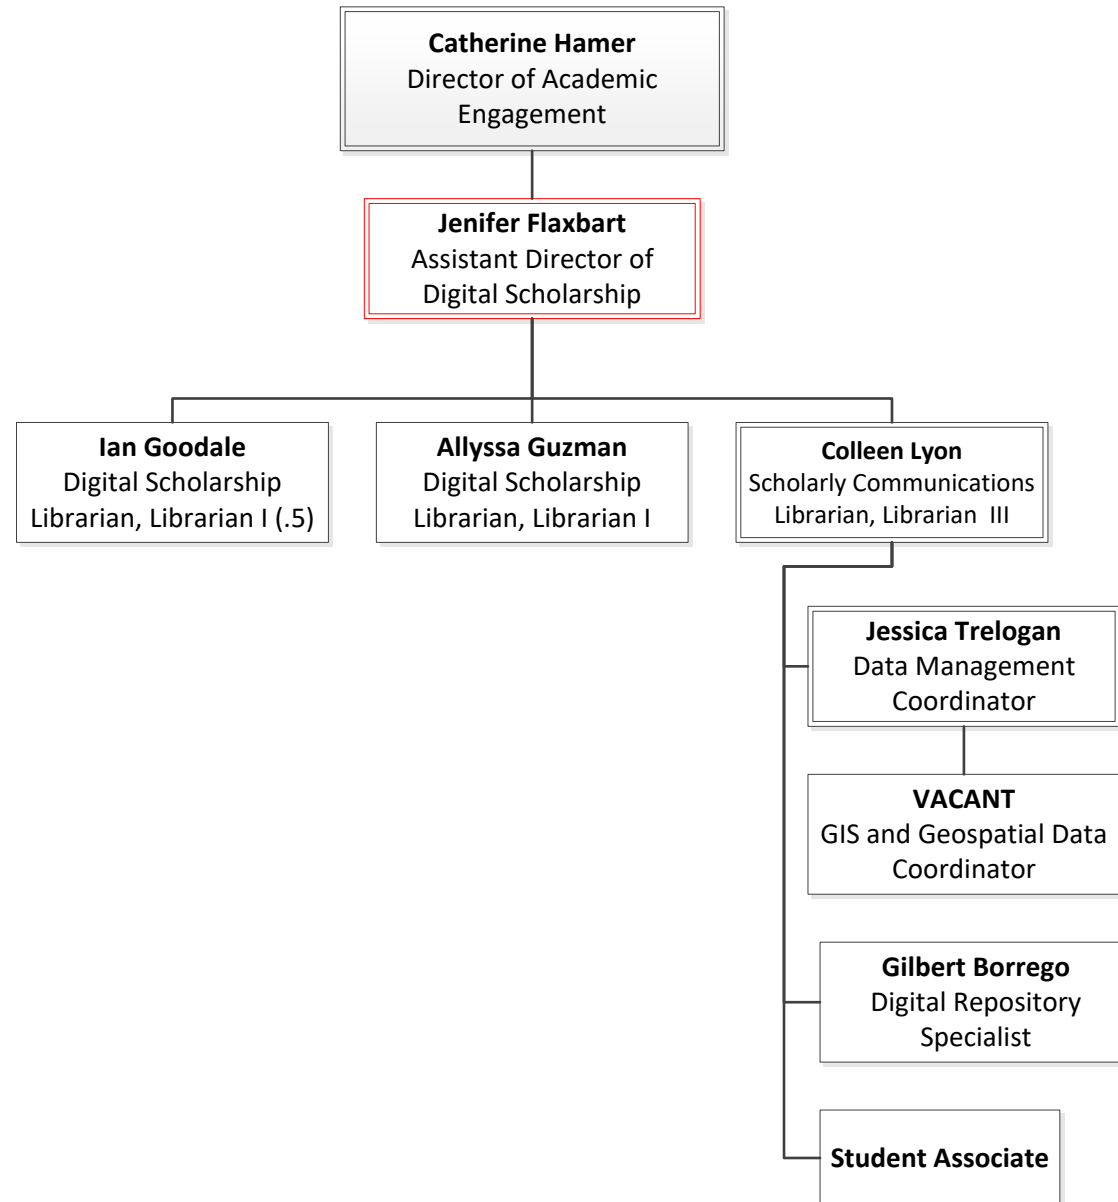 Catherine Hamer
Director of Academic
Engagement
Jenifer Flaxbart
Assistant Director of
Digital Scholarship
Ian Goodale
Digital Scholarship
Librarian, Librarian I (.5)
Allyssa Guzman
Digital Scholarship
Librarian, Librarian I
Colleen Lyon
Scholarly Communications
Librarian, Librarian  III
Jessica Trelogan
Data Management
Coordinator
VACANT
GIS and Geospatial Data
Coordinator
Gilbert Borrego
Digital Repository
Specialist
Student Associate